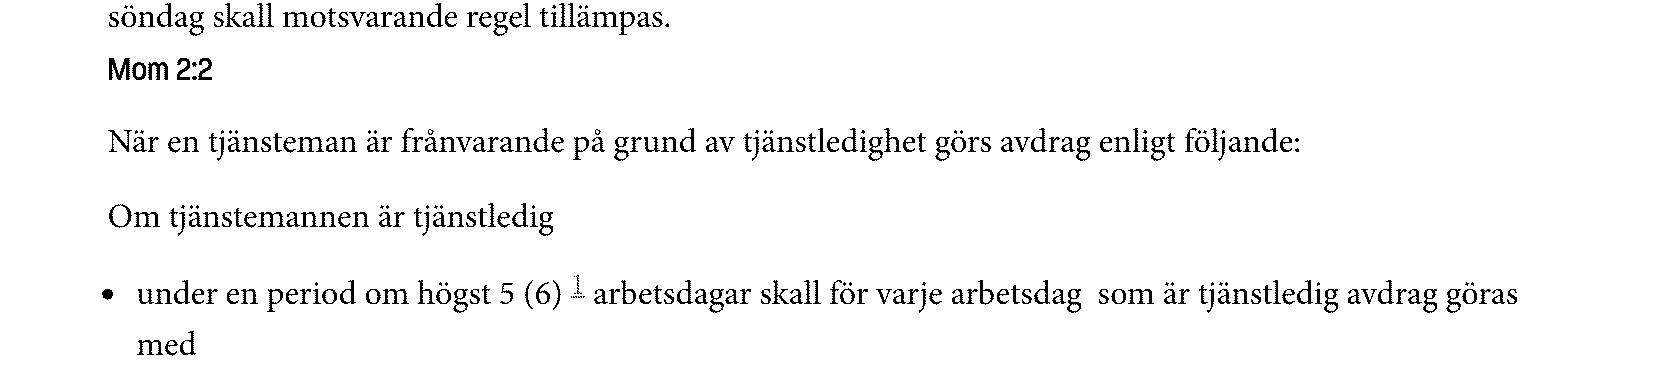 söndag skall motsvarande regel tillämpas.
Mom 2:2
När en tjänsteman är frånvarande på grund av tjänstledighet görs avdrag enligt följande:
Om tjänstemannen är tjänstledig
• under en period om högst 5 (6) 1 arbetsdagar skall för varje arbetsdag  som är tjänstledig avdrag göras
med